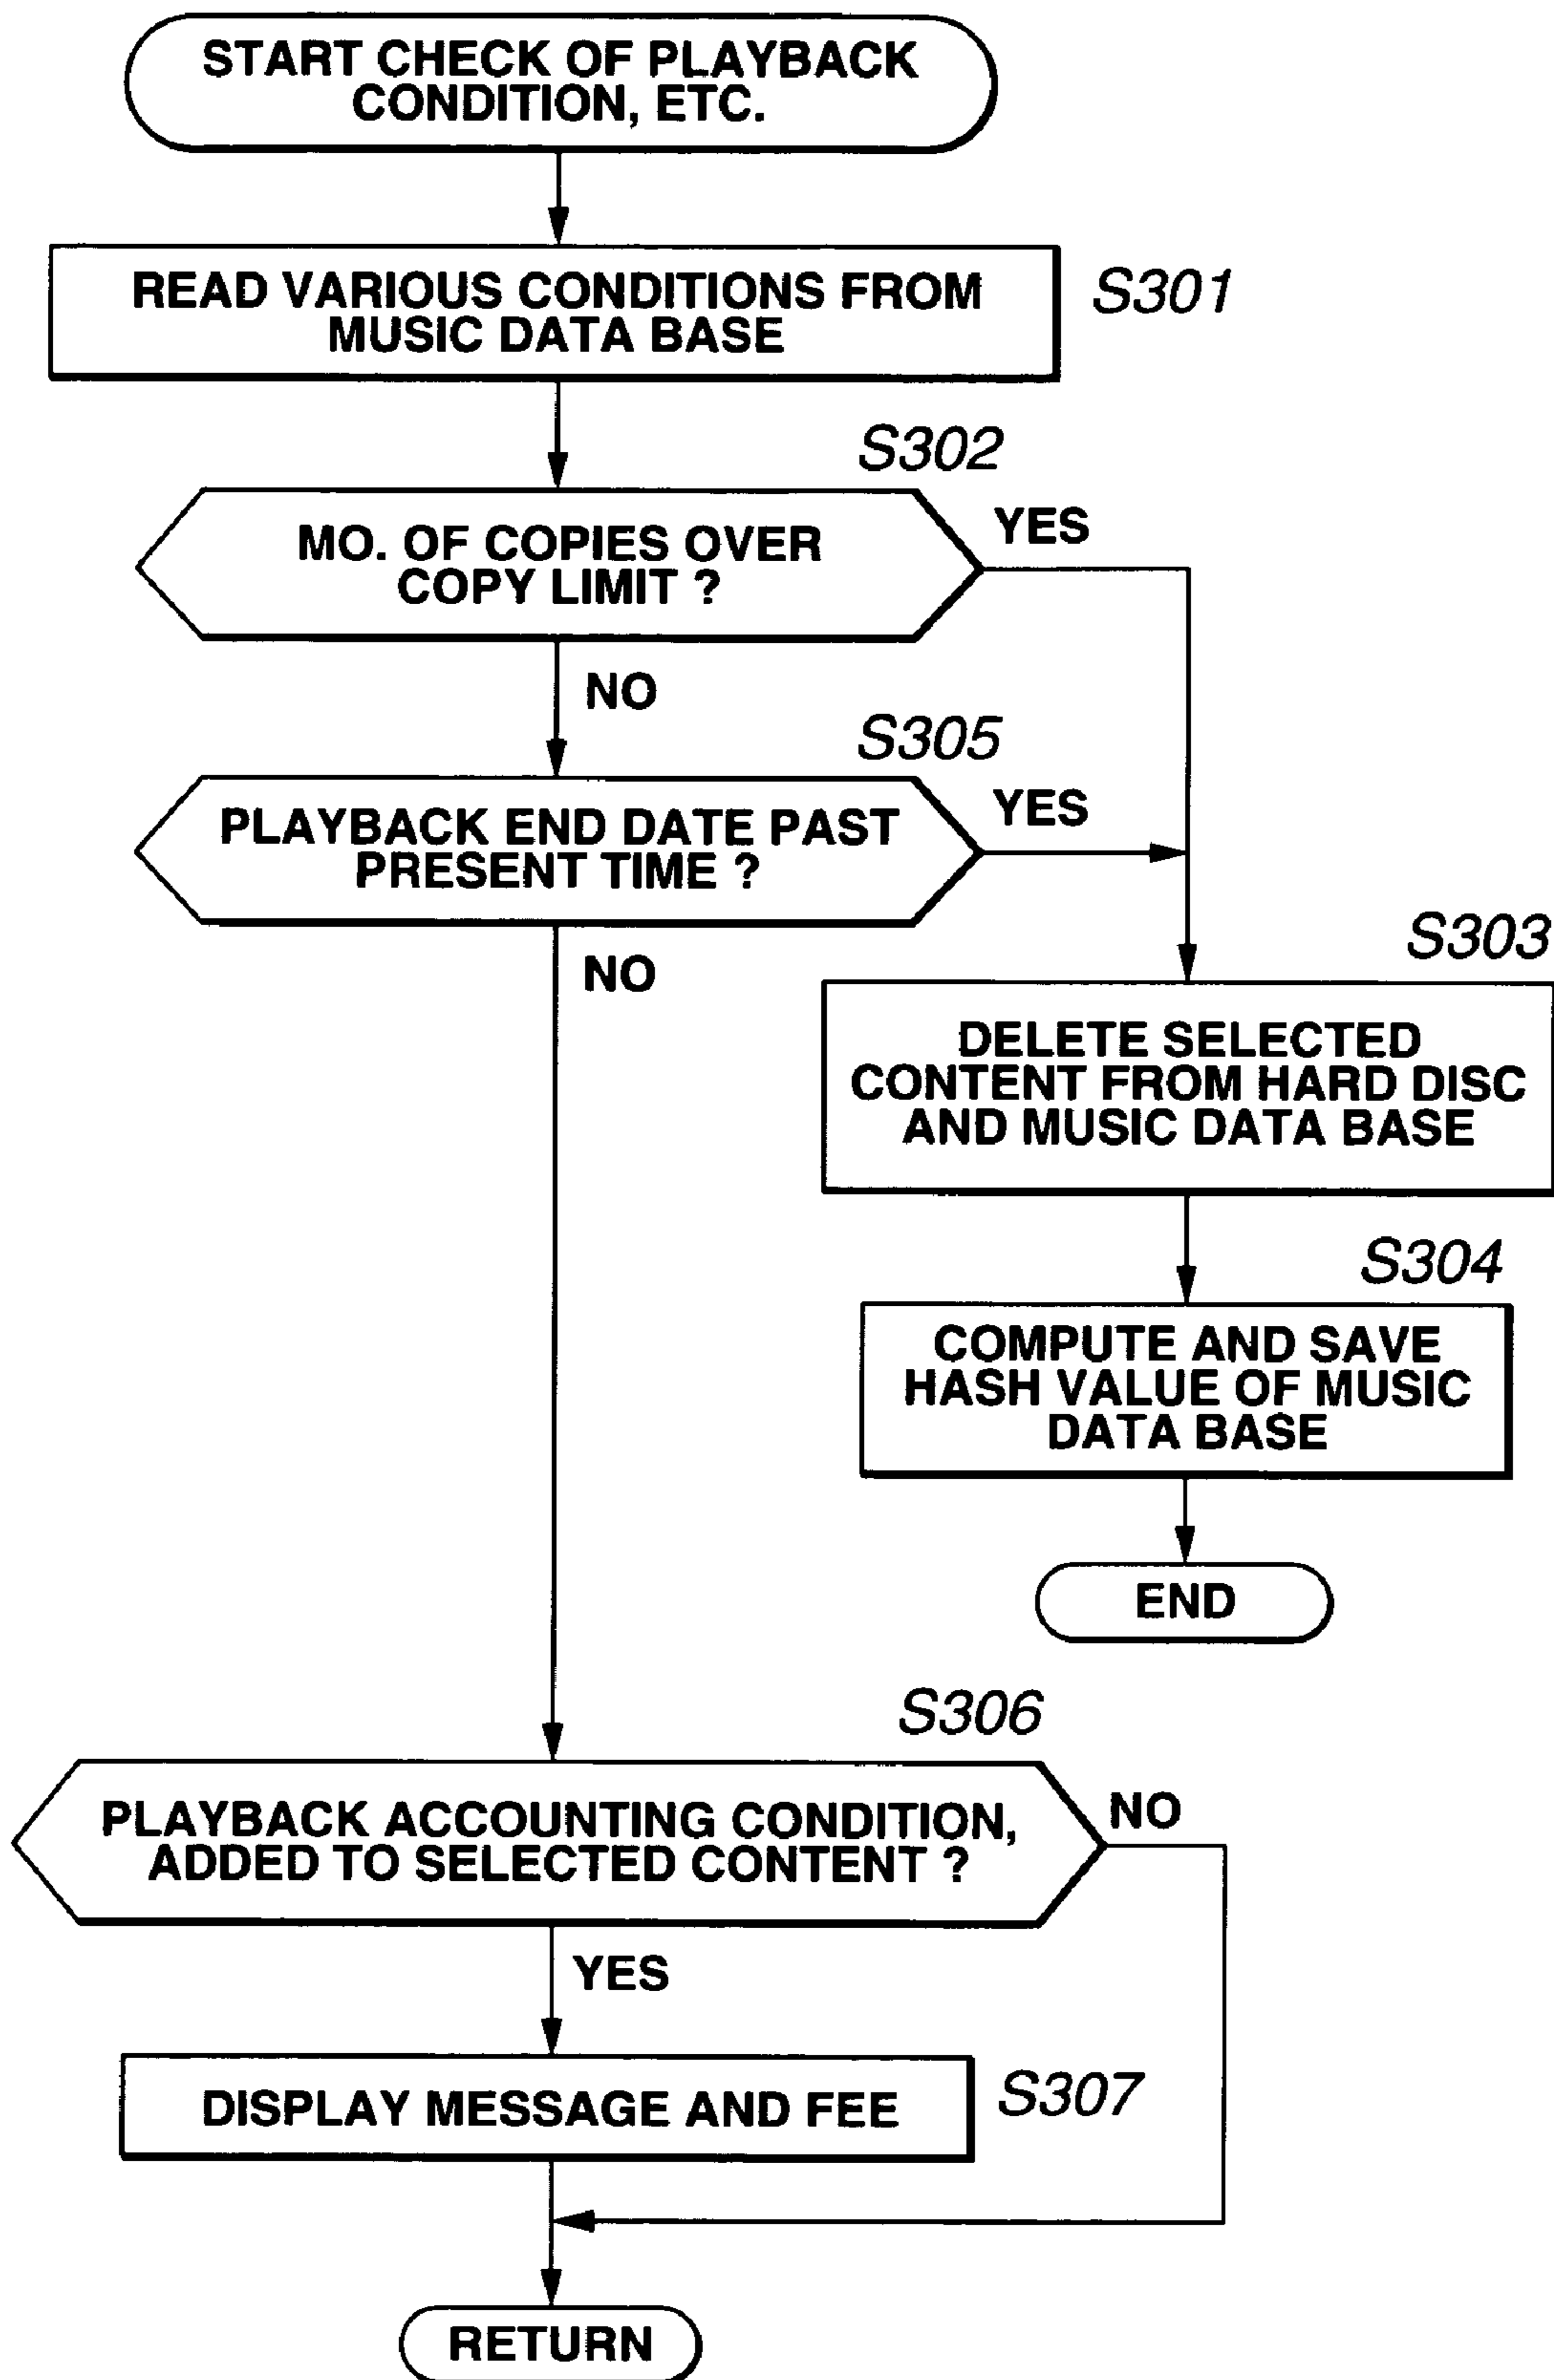 START CHECK OF PLAYBACK
CONDITION, ETC.
READ VARIOUS CONDITIONS FROM
MUSIC DATA BASE
S301
S302
MO. OF COPIES OVER
COPY LIMIT ?
YES
NO
S305
PLAYBACK END DATE PAST
PRESENT TIME ?
YES
NO
S303
DELETE SELECTED
CONTENT FROM HARD DISC
AND MUSIC DATA BASE
S304
COMPUTE AND SAVE
HASH VALUE OF MUSIC
DATA BASE
END
S306
PLAYBACK ACCOUNTING CONDITION,
ADDED TO SELECTED CONTENT ?
NO
YES
DISPLAY MESSAGE AND FEE
S307
RETURN